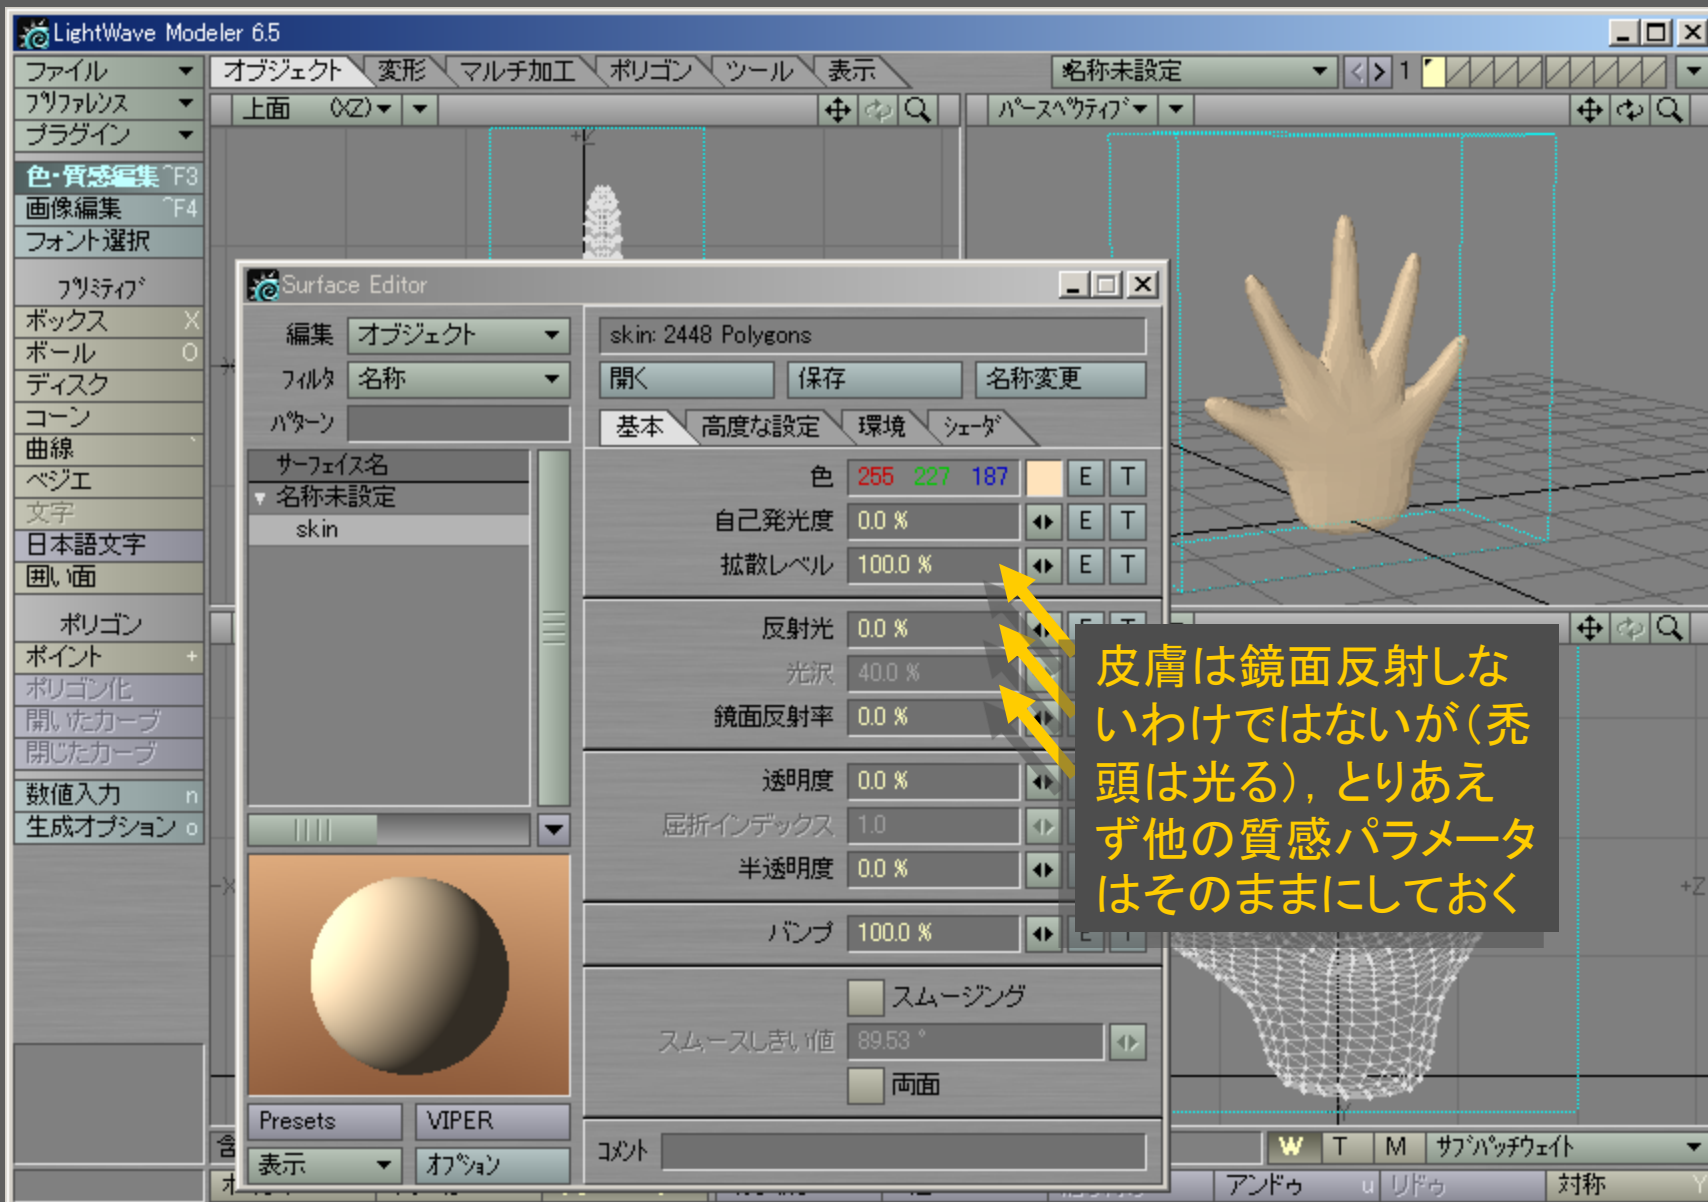 LightWave Modeler 6.5
ファイル
プリファレンス
プラグイン
色・質感編集 ^F3
画像編集 ^F4
フォント選択
プリミティブ
ボックス X
ボール O
ディスク
コーン
曲線 `
ベジエ
文字
日本語文字
囲い面
ポリゴン
ポイント +
ポリゴン化
開いたカーブ
閉じたカーブ
数値入力 n
生成オプション o
オブジェクト 変形 マルチ加工 ポリゴン ツール 表示
名称未設定 < > 1
上面 (XZ)
パースペクティブ
Surface Editor
編集 オブジェクト
フィルタ 名称
パターン
サーフェイス名
名称未設定
skin
Presets VIPER
表示 オプション
skin: 2448 Polygons
開く 保存 名称変更
基本 高度な設定 環境 シェーダ
色 255 227 187 E T
自己発光度 0.0 % E T
拡散レベル 100.0 % E T
反射光 0.0 %
光沢 40.0 %
鏡面反射率 0.0 %
透明度 0.0 %
屈折インデックス 1.0
半透明度 0.0 %
バンプ 100.0 % E T
スムージング
スムースしきい値 89.53 °
両面
コメント
皮膚は鏡面反射しな
いわけではないが（禿
頭は光る），とりあえ
ず他の質感パラメータ
はそのままにしておく
+Z
W T M サブパッチウェイト
アンドゥ u リドゥ 対称